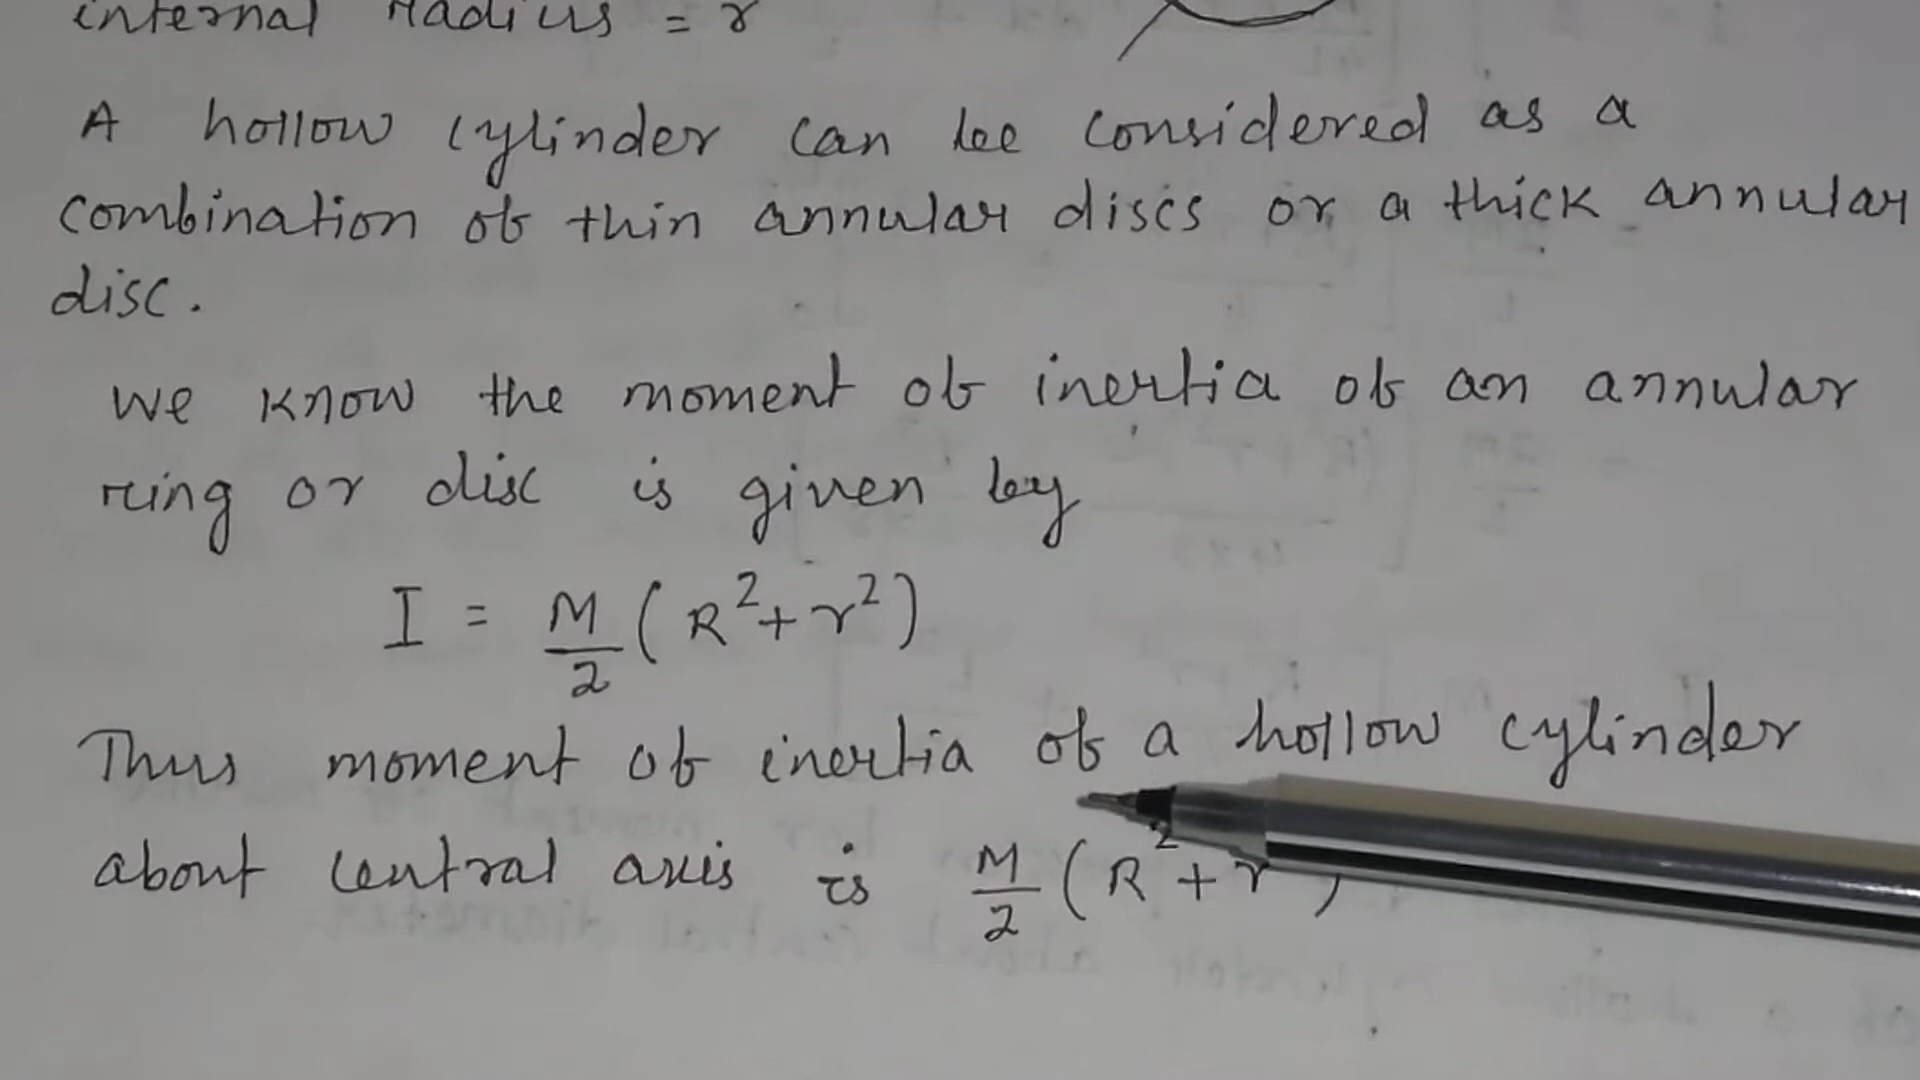 internal radius = r
A hollow cylinder can be considered as a
combination of thin annular discs or a thick annular
disc.
We know the moment of inertia of an annular
ring or disc is given by
I = M/2 (R²+r²)
Thus moment of inertia of a hollow cylinder
about central axis is M/2 (R²+r )